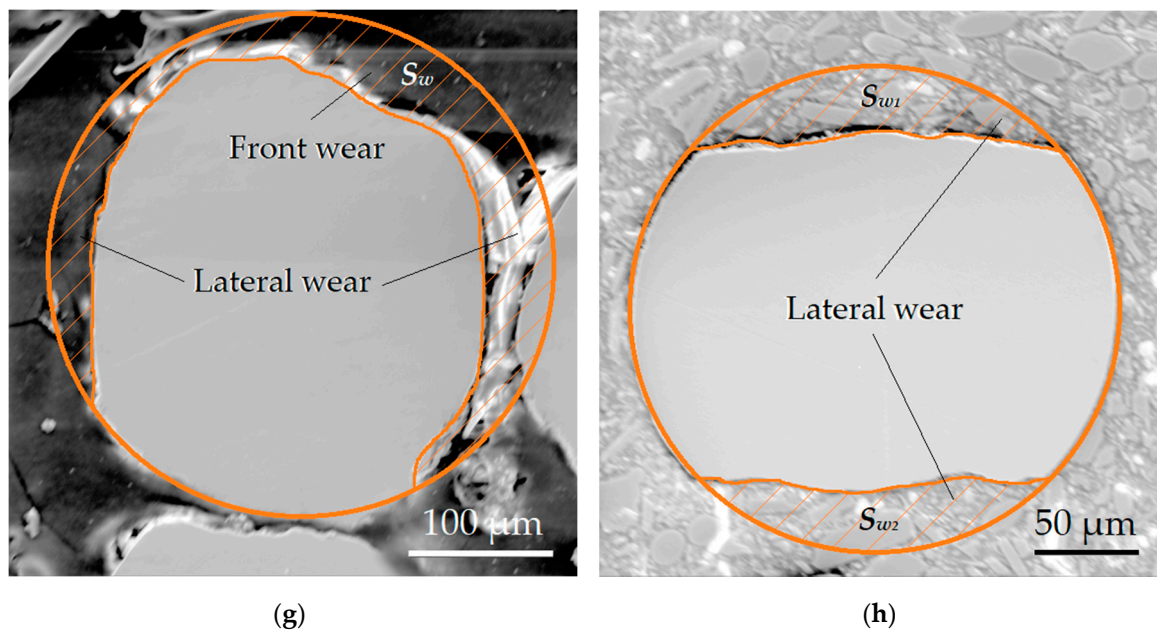 Sw
Front wear
Lateral wear
100 μm
(g)
Sw1
Lateral wear
Sw2
50 μm
(h)